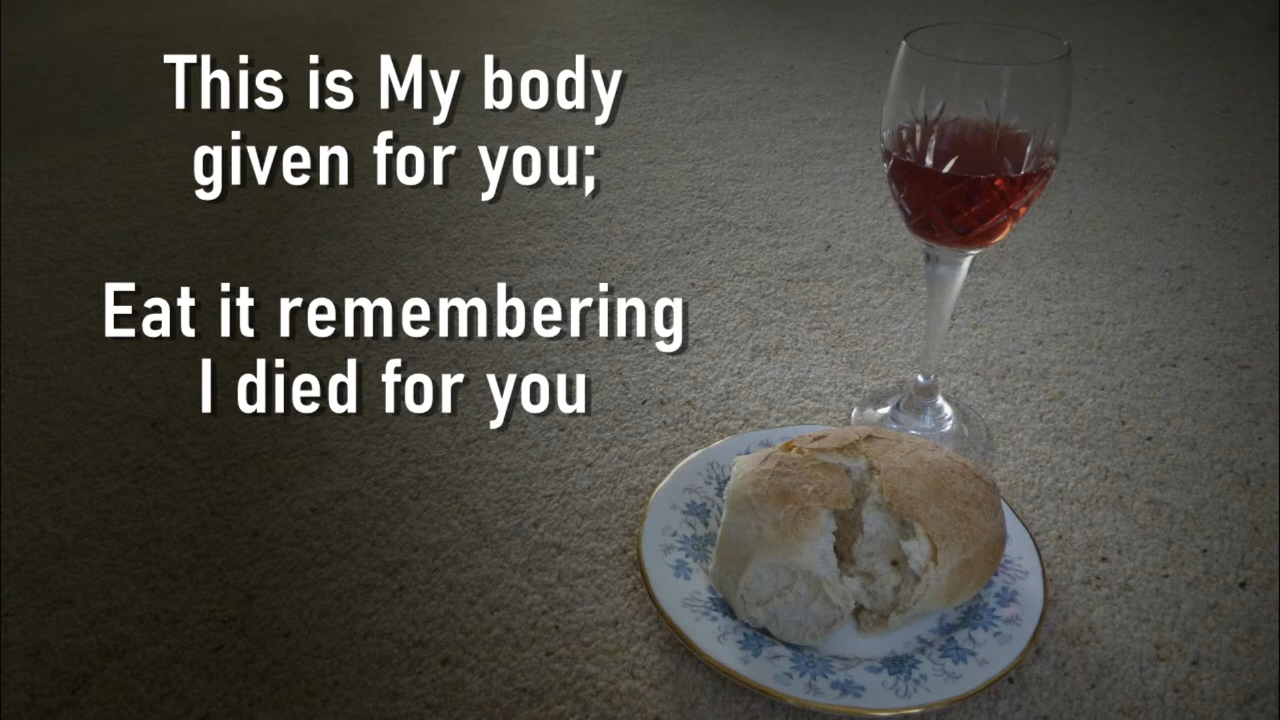 This is My body
given for you;
Eat it remembering
I died for you